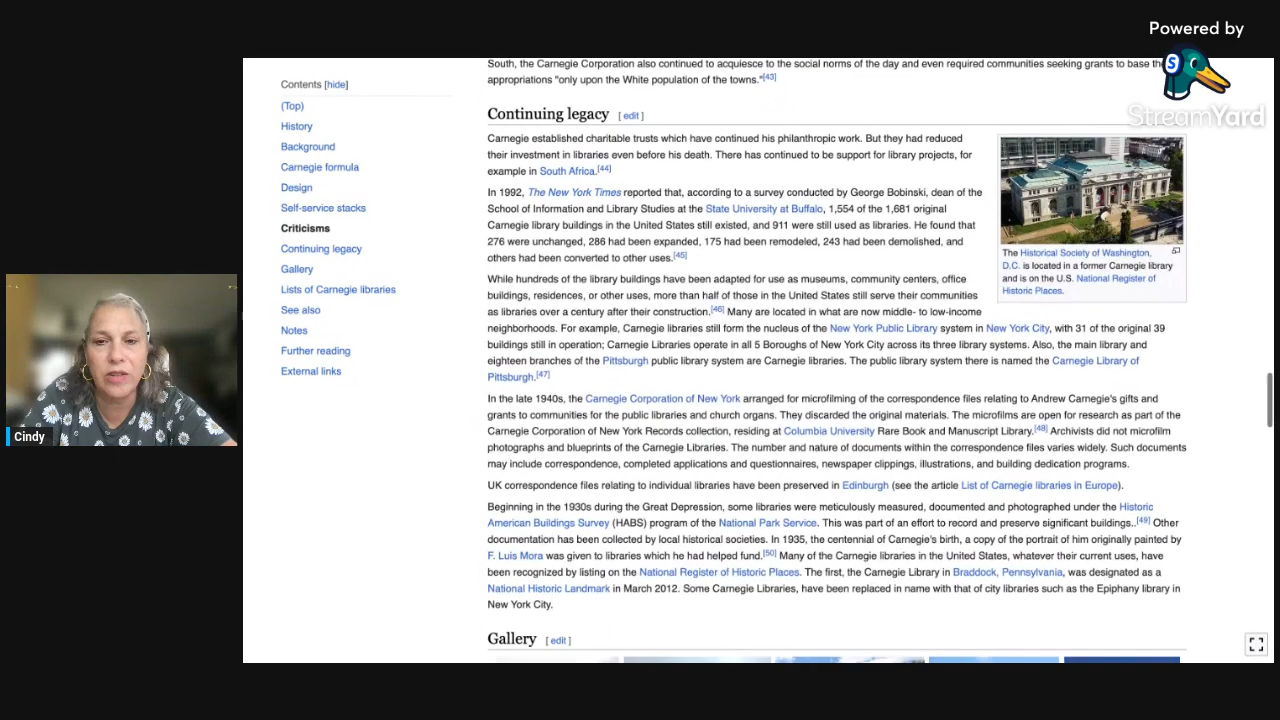 Powered by
S
StreamYard
Contents [hide]
(Top)
History
Background
Carnegie formula
Design
Self-service stacks
Criticisms
Continuing legacy
Gallery
Lists of Carnegie libraries
See also
Notes
Further reading
External links
South, the Carnegie Corporation also continued to acquiesce to the social norms of the day and even required communities seeking grants to base the
appropriations "only upon the White population of the towns."[43]
Continuing legacy [ edit ]
Carnegie established charitable trusts which have continued his philanthropic work. But they had reduced
their investment in libraries even before his death. There has continued to be support for library projects, for
example in South Africa.[44]
In 1992, The New York Times reported that, according to a survey conducted by George Bobinski, dean of the
School of Information and Library Studies at the State University at Buffalo, 1,554 of the 1,681 original
Carnegie library buildings in the United States still existed, and 911 were still used as libraries. He found that
276 were unchanged, 286 had been expanded, 175 had been remodeled, 243 had been demolished, and
others had been converted to other uses.[45]
While hundreds of the library buildings have been adapted for use as museums, community centers, office
buildings, residences, or other uses, more than half of those in the United States still serve their communities
as libraries over a century after their construction.[46] Many are located in what are now middle- to low-income
neighborhoods. For example, Carnegie libraries still form the nucleus of the New York Public Library system in New York City, with 31 of the original 39
buildings still in operation; Carnegie Libraries operate in all 5 Boroughs of New York City across its three library systems. Also, the main library and
eighteen branches of the Pittsburgh public library system are Carnegie libraries. The public library system there is named the Carnegie Library of
Pittsburgh.[47]
In the late 1940s, the Carnegie Corporation of New York arranged for microfilming of the correspondence files relating to Andrew Carnegie's gifts and
grants to communities for the public libraries and church organs. They discarded the original materials. The microfilms are open for research as part of the
Carnegie Corporation of New York Records collection, residing at Columbia University Rare Book and Manuscript Library.[48] Archivists did not microfilm
photographs and blueprints of the Carnegie Libraries. The number and nature of documents within the correspondence files varies widely. Such documents
may include correspondence, completed applications and questionnaires, newspaper clippings, illustrations, and building dedication programs.
UK correspondence files relating to individual libraries have been preserved in Edinburgh (see the article List of Carnegie libraries in Europe).
Beginning in the 1930s during the Great Depression, some libraries were meticulously measured, documented and photographed under the Historic
American Buildings Survey (HABS) program of the National Park Service. This was part of an effort to record and preserve significant buildings..[49] Other
documentation has been collected by local historical societies. In 1935, the centennial of Carnegie's birth, a copy of the portrait of him originally painted by
F. Luis Mora was given to libraries which he had helped fund.[50] Many of the Carnegie libraries in the United States, whatever their current uses, have
been recognized by listing on the National Register of Historic Places. The first, the Carnegie Library in Braddock, Pennsylvania, was designated as a
National Historic Landmark in March 2012. Some Carnegie Libraries, have been replaced in name with that of city libraries such as the Epiphany library in
New York City.
The Historical Society of Washington,
D.C. is located in a former Carnegie library
and is on the U.S. National Register of
Historic Places.
Gallery [ edit ]
Cindy